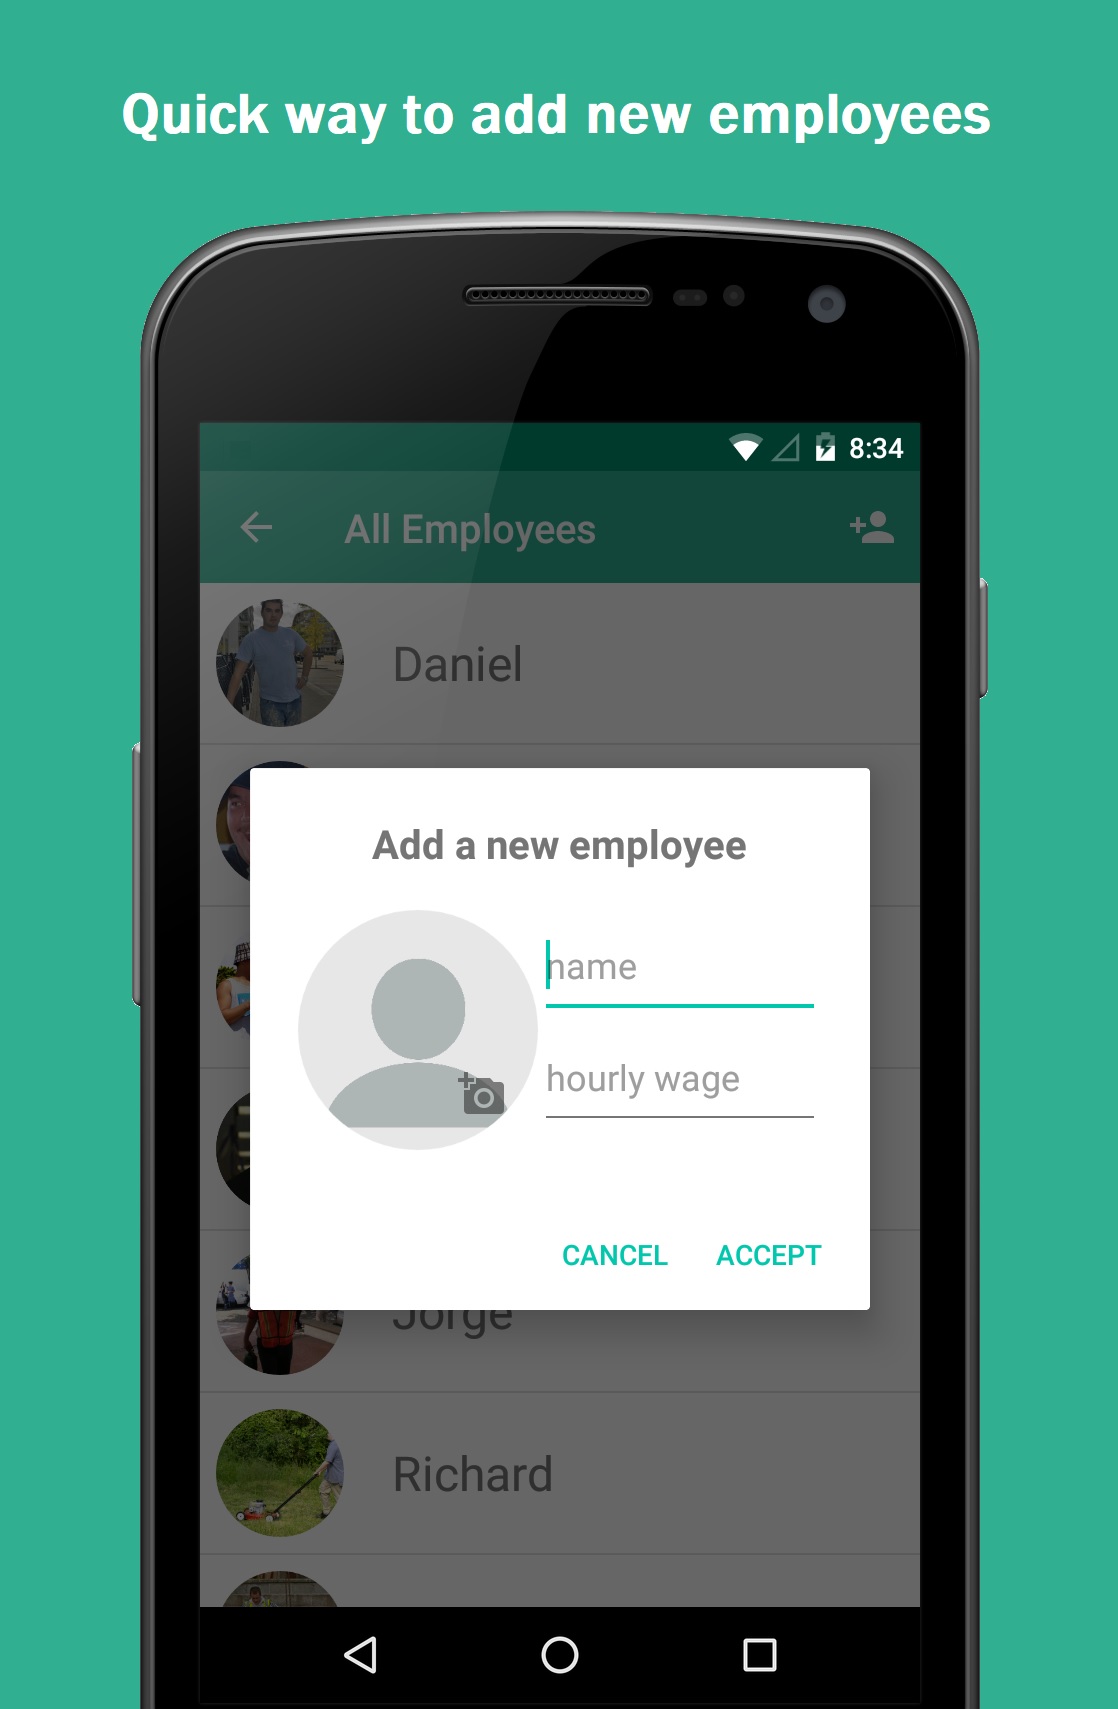 Quick way to add new employees
8:34
All Employees
Daniel
Add a new employee
name
hourly wage
CANCEL ACCEPT
Jorge
Richard